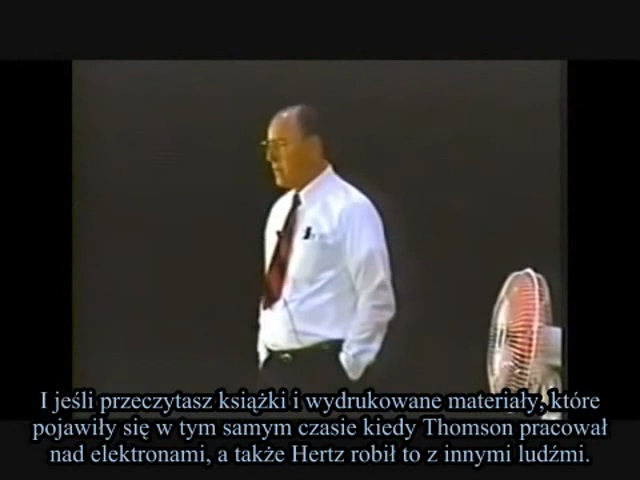 I jeśli przeczytasz książki i wydrukowane materiały, które
pojawiły się w tym samym czasie kiedy Thomson pracował
nad elektronami, a także Hertz robił to z innymi ludźmi.